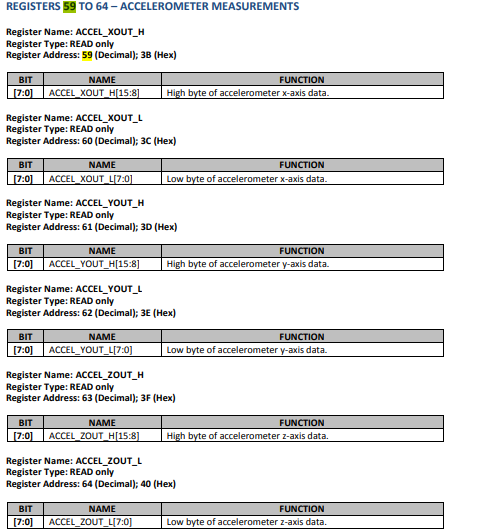 REGISTERS 59 TO 64 – ACCELEROMETER MEASUREMENTS
Register Name: ACCEL_XOUT_H
Register Type: READ only
Register Address: 59 (Decimal); 3B (Hex)
BIT NAME FUNCTION
[7:0] ACCEL_XOUT_H[15:8] High byte of accelerometer x-axis data.
Register Name: ACCEL_XOUT_L
Register Type: READ only
Register Address: 60 (Decimal); 3C (Hex)
BIT NAME FUNCTION
[7:0] ACCEL_XOUT_L[7:0] Low byte of accelerometer x-axis data.
Register Name: ACCEL_YOUT_H
Register Type: READ only
Register Address: 61 (Decimal); 3D (Hex)
BIT NAME FUNCTION
[7:0] ACCEL_YOUT_H[15:8] High byte of accelerometer y-axis data.
Register Name: ACCEL_YOUT_L
Register Type: READ only
Register Address: 62 (Decimal); 3E (Hex)
BIT NAME FUNCTION
[7:0] ACCEL_YOUT_L[7:0] Low byte of accelerometer y-axis data.
Register Name: ACCEL_ZOUT_H
Register Type: READ only
Register Address: 63 (Decimal); 3F (Hex)
BIT NAME FUNCTION
[7:0] ACCEL_ZOUT_H[15:8] High byte of accelerometer z-axis data.
Register Name: ACCEL_ZOUT_L
Register Type: READ only
Register Address: 64 (Decimal); 40 (Hex)
BIT NAME FUNCTION
[7:0] ACCEL_ZOUT_L[7:0] Low byte of accelerometer z-axis data.